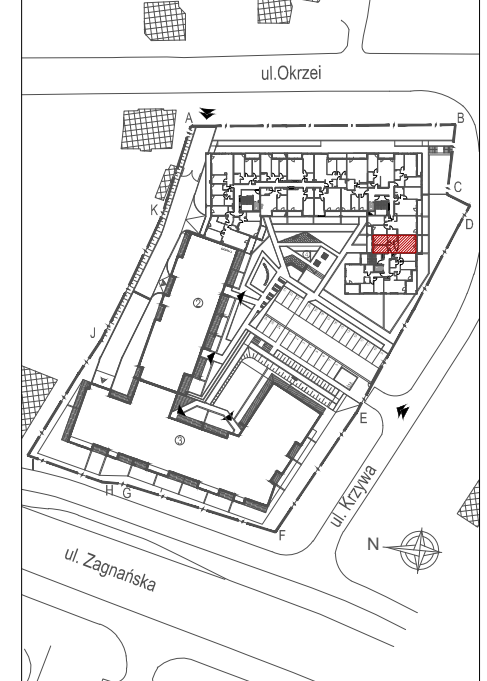 ul.Okrzei
A
B
C
D
K
②
J
E
③
H
G
F
ul. Krzywa
N
ul. Zagnańska